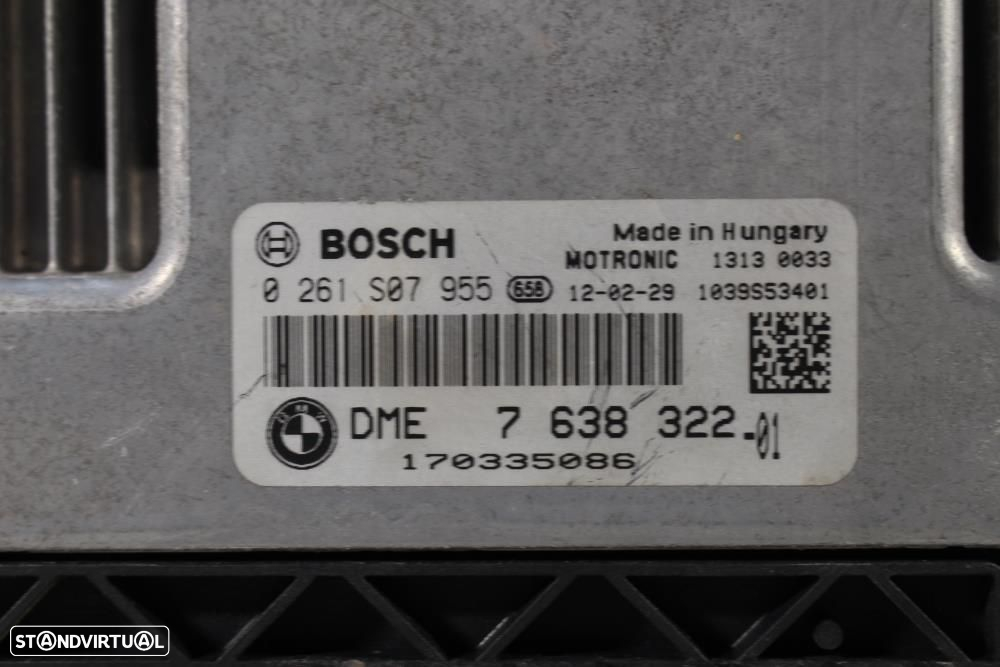 BOSCH
Made in Hungary
MOTRONIC 1313 0033
0 261 S07 955 658 12-02-29 1039S53401
DME 7 638 322.01
170335086
STANDVIRTUAL